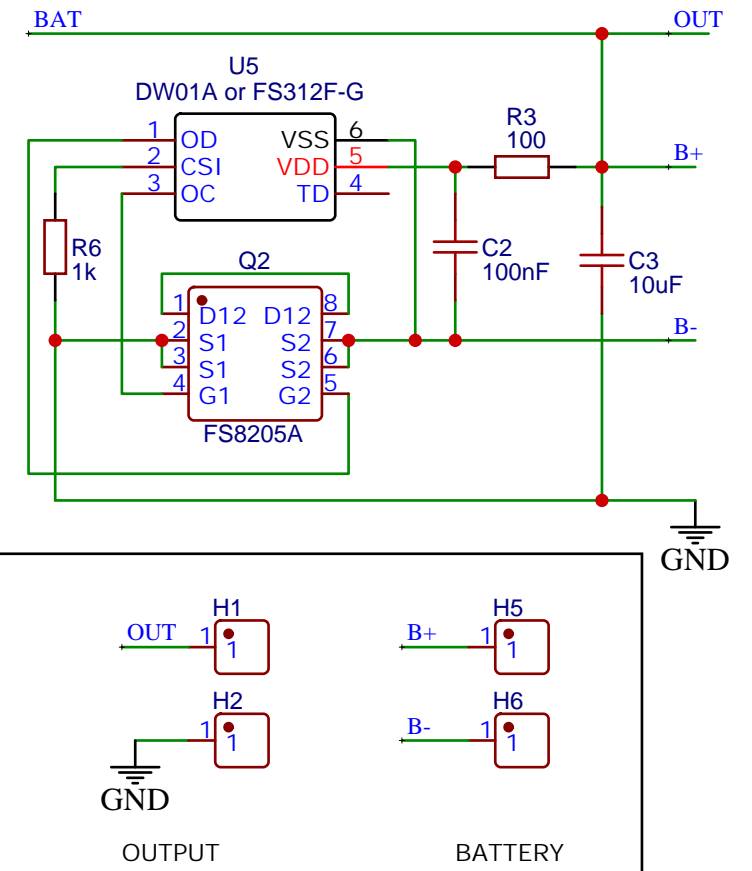 BAT OUT
U5
DW01A or FS312F-G
R3
100
1 OD VSS 6
2 CSI VDD 5
3 OC TD 4
B+
R6
1k
C2
100nF
C3
10uF
Q2
1 D12 D12 8
2 S1 S2 7
3 S1 S2 6
4 G1 G2 5
FS8205A
B-
GND
H1
OUT 1 1
H5
B+ 1 1
H2
1 1
GND
H6
B- 1 1
OUTPUT BATTERY